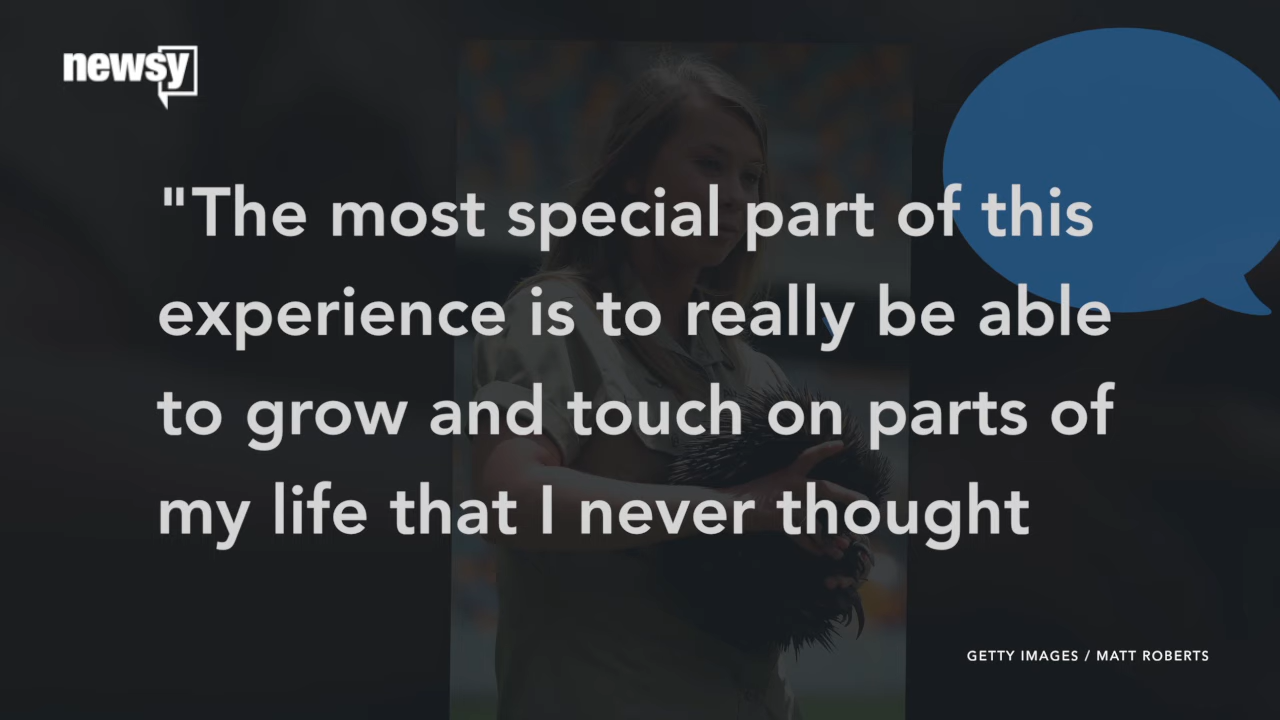 newsy
"The most special part of this
experience is to really be able
to grow and touch on parts of
my life that I never thought
GETTY IMAGES / MATT ROBERTS